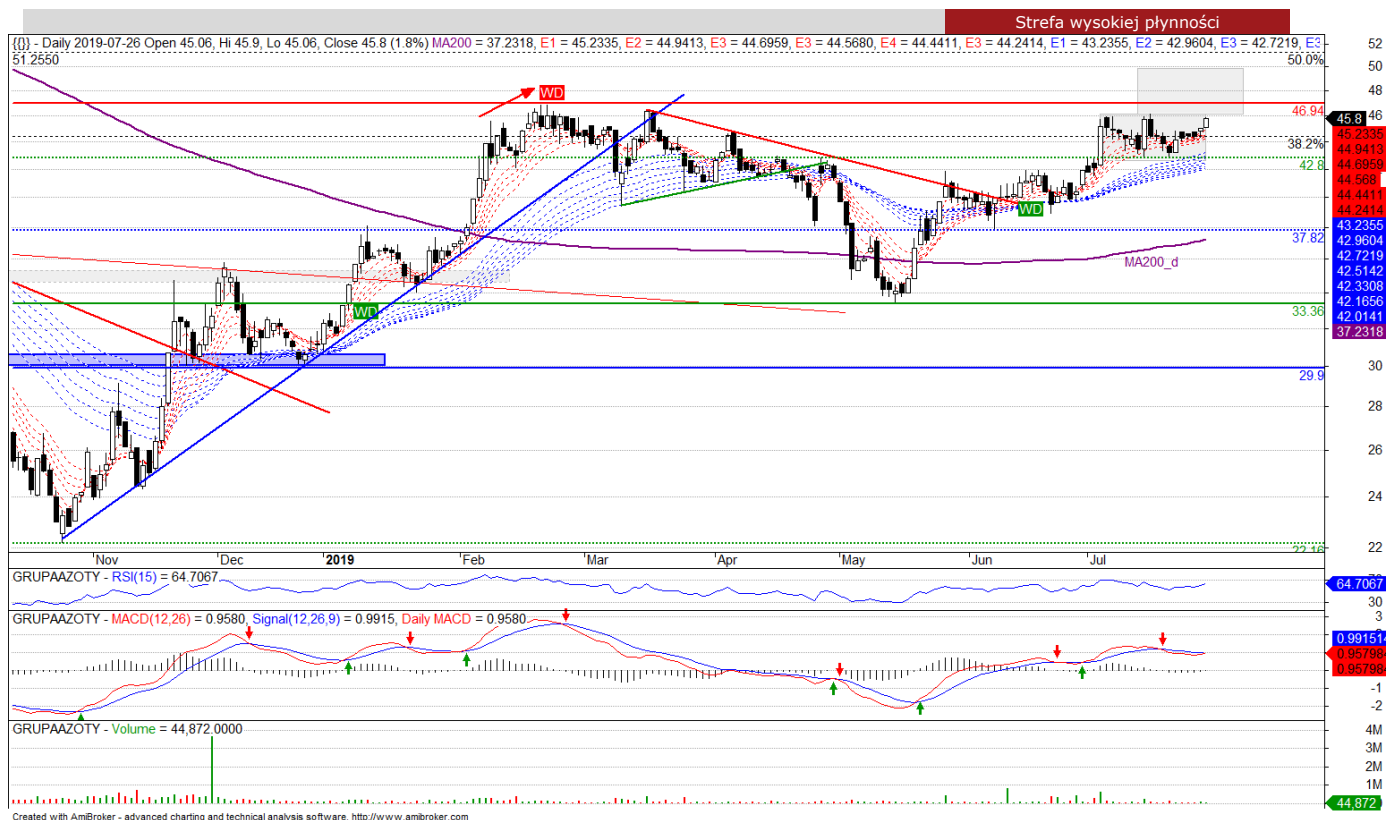 Strefa wysokiej płynności
{{}} - Daily 2019-07-26 Open 45.06, Hi 45.9, Lo 45.06, Close 45.8 (1.8%) MA200 = 37.2318, E1 = 45.2335, E2 = 44.9413, E3 = 44.6959, E3 = 44.5680, E4 = 44.4411, E3 = 44.2414, E1 = 43.2355, E2 = 42.9604, E3 = 42.7219, E3
52
51.2550
50.0%
50
48
WD
46.94
46
45.8
45.2335
38.2%
44.9413
42.8
44.6959
44.568
44.4411
WD
44.2414
43.2355
37.82
42.9604
MA200_d
42.7219
42.5142
42.3308
42.1656
WD
33.36
42.0141
37.2318
30
29.9
28
26
24
22.16
22
Nov Dec 2019 Feb Mar Apr May Jun Jul
GRUPAAZOTY - RSI(15) = 64.7067
70
64.7067
30
GRUPAAZOTY - MACD(12,26) = 0.9580, Signal(12,26,9) = 0.9915, Daily MACD = 0.9580
3
0.991514
0.957984
0.957984
-1
-2
GRUPAAZOTY - Volume = 44,872.0000
4M
3M
2M
1M
44,872
Created with AmiBroker - advanced charting and technical analysis software. http://www.amibroker.com